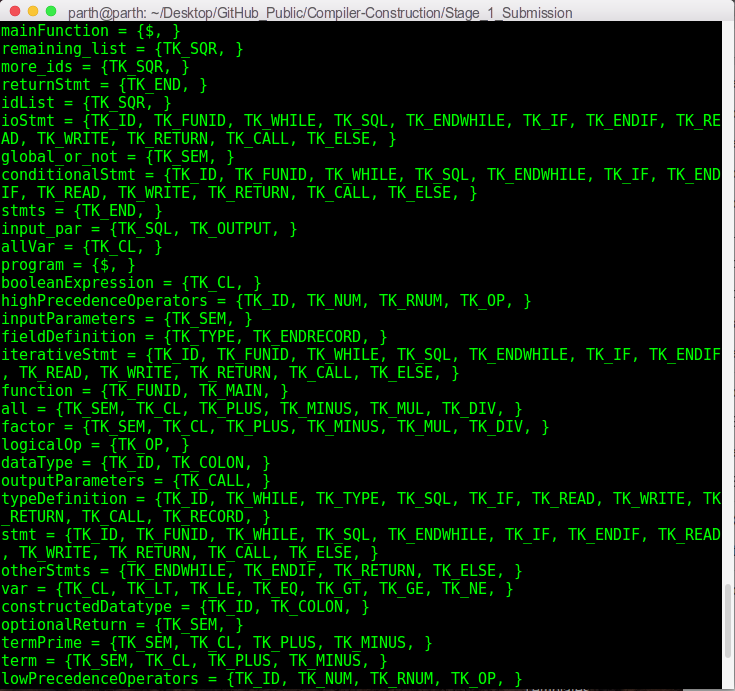 parth@parth: ~/Desktop/GitHub_Public/Compiler-Construction/Stage_1_Submission
mainFunction = {$, }
remaining_list = {TK_SQR, }
more_ids = {TK_SQR, }
returnStmt = {TK_END, }
idList = {TK_SQR, }
ioStmt = {TK_ID, TK_FUNID, TK_WHILE, TK_SQL, TK_ENDWHILE, TK_IF, TK_ENDIF, TK_RE
AD, TK_WRITE, TK_RETURN, TK_CALL, TK_ELSE, }
global_or_not = {TK_SEM, }
conditionalStmt = {TK_ID, TK_FUNID, TK_WHILE, TK_SQL, TK_ENDWHILE, TK_IF, TK_END
IF, TK_READ, TK_WRITE, TK_RETURN, TK_CALL, TK_ELSE, }
stmts = {TK_END, }
input_par = {TK_SQL, TK_OUTPUT, }
allVar = {TK_CL, }
program = {$, }
booleanExpression = {TK_CL, }
highPrecedenceOperators = {TK_ID, TK_NUM, TK_RNUM, TK_OP, }
inputParameters = {TK_SEM, }
fieldDefinition = {TK_TYPE, TK_ENDRECORD, }
iterativeStmt = {TK_ID, TK_FUNID, TK_WHILE, TK_SQL, TK_ENDWHILE, TK_IF, TK_ENDIF
, TK_READ, TK_WRITE, TK_RETURN, TK_CALL, TK_ELSE, }
function = {TK_FUNID, TK_MAIN, }
all = {TK_SEM, TK_CL, TK_PLUS, TK_MINUS, TK_MUL, TK_DIV, }
factor = {TK_SEM, TK_CL, TK_PLUS, TK_MINUS, TK_MUL, TK_DIV, }
logicalOp = {TK_OP, }
dataType = {TK_ID, TK_COLON, }
outputParameters = {TK_CALL, }
typeDefinition = {TK_ID, TK_WHILE, TK_TYPE, TK_SQL, TK_IF, TK_READ, TK_WRITE, TK
_RETURN, TK_CALL, TK_RECORD, }
stmt = {TK_ID, TK_FUNID, TK_WHILE, TK_SQL, TK_ENDWHILE, TK_IF, TK_ENDIF, TK_READ
, TK_WRITE, TK_RETURN, TK_CALL, TK_ELSE, }
otherStmts = {TK_ENDWHILE, TK_ENDIF, TK_RETURN, TK_ELSE, }
var = {TK_CL, TK_LT, TK_LE, TK_EQ, TK_GT, TK_GE, TK_NE, }
constructedDatatype = {TK_ID, TK_COLON, }
optionalReturn = {TK_SEM, }
termPrime = {TK_SEM, TK_CL, TK_PLUS, TK_MINUS, }
term = {TK_SEM, TK_CL, TK_PLUS, TK_MINUS, }
lowPrecedenceOperators = {TK_ID, TK_NUM, TK_RNUM, TK_OP, }